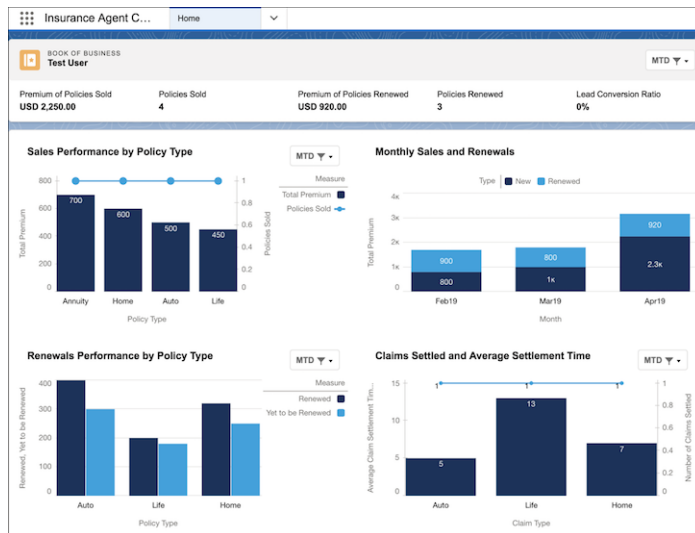 Insurance Agent C...
Home
BOOK OF BUSINESS
Test User
MTD
Premium of Policies Sold
USD 2,250.00
Policies Sold
4
Premium of Policies Renewed
USD 920.00
Policies Renewed
3
Lead Conversion Ratio
0%
Sales Performance by Policy Type
MTD
Measure
Total Premium
Policies Sold
Total Premium
800
600
400
200
0
700
600
500
450
1
0.8
0.6
0.4
0.2
0
Policies Sold
Annuity Home Auto Life
Policy Type
Monthly Sales and Renewals
Type New Renewed
Total Premium
4ᴋ
3ᴋ
2ᴋ
1ᴋ
0
900
800
800
1ᴋ
920
2.3ᴋ
Feb19 Mar19 Apr19
Month
Renewals Performance by Policy Type
MTD
Measure
Renewed
Yet to be Renewed
Renewed, Yet to be Renewed
400
300
200
100
0
Auto Life Home
Policy Type
Claims Settled and Average Settlement Time
MTD
Average Claim Settlement Tim...
15
10
5
0
1 1 1
5
13
7
1
0.8
0.6
0.4
0.2
0
Number of Claims Settled
Auto Life Home
Claim Type